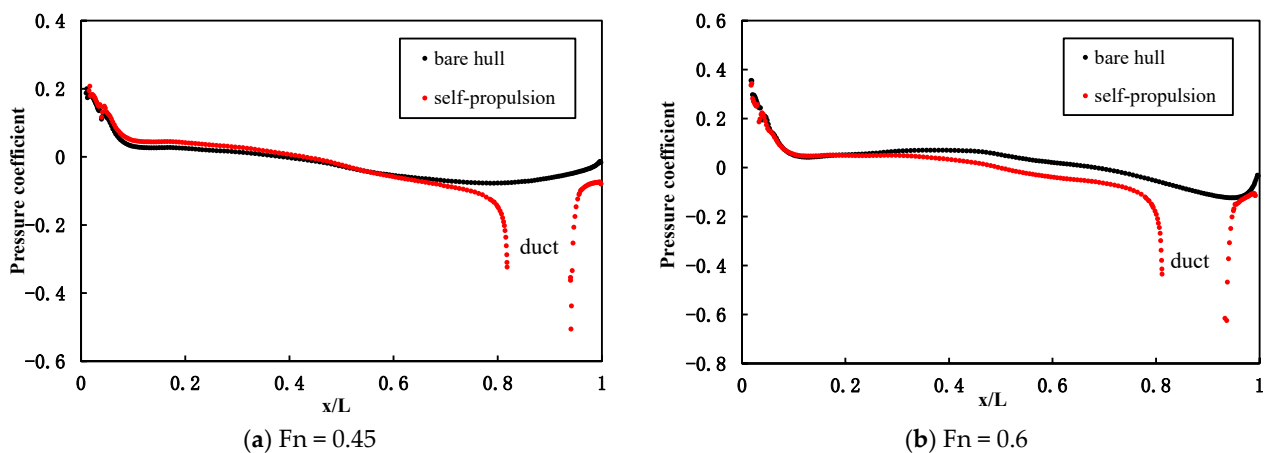 0.4
0.2
0
−0.2
−0.4
−0.6
Pressure coefficient
bare hull
self-propulsion
duct
0 0.2 0.4 0.6 0.8 1
x/L
(a) Fn = 0.45
0.6
0.4
0.2
0
−0.2
−0.4
−0.6
−0.8
Pressure coefficient
bare hull
self-propulsion
duct
0 0.2 0.4 0.6 0.8 1
x/L
(b) Fn = 0.6